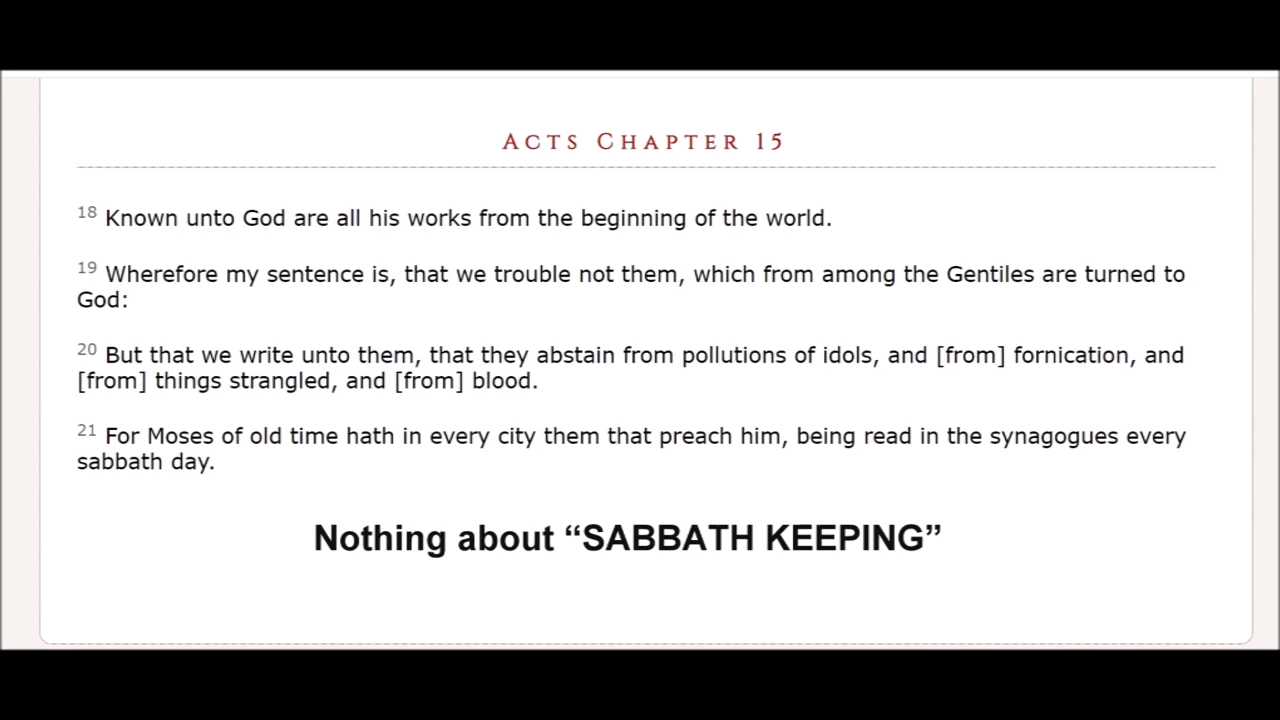 Acts Chapter 15
18 Known unto God are all his works from the beginning of the world.
19 Wherefore my sentence is, that we trouble not them, which from among the Gentiles are turned to
God:
20 But that we write unto them, that they abstain from pollutions of idols, and [from] fornication, and
[from] things strangled, and [from] blood.
21 For Moses of old time hath in every city them that preach him, being read in the synagogues every
sabbath day.
Nothing about “SABBATH KEEPING”